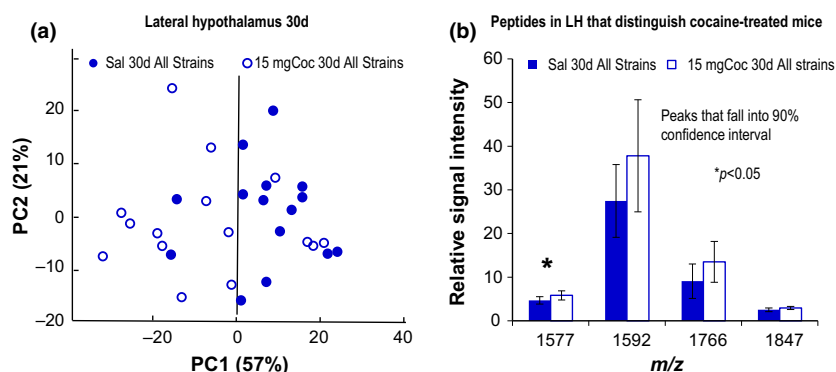 Lateral hypothalamus 30d
(a)
Sal 30d All Strains
15 mgCoc 30d All Strains
PC2 (21%)
20
10
0
−10
−20
−20
0
20
40
PC1 (57%)
Peptides in LH that distinguish cocaine-treated mice
(b)
60
Sal 30d All Strains
15 mgCoc 30d All strains
Peaks that fall into 90%
confidence interval
*p<0.05
Relative signal intensity
50
40
30
20
10
0
*
1577
1592
1766
1847
m/z